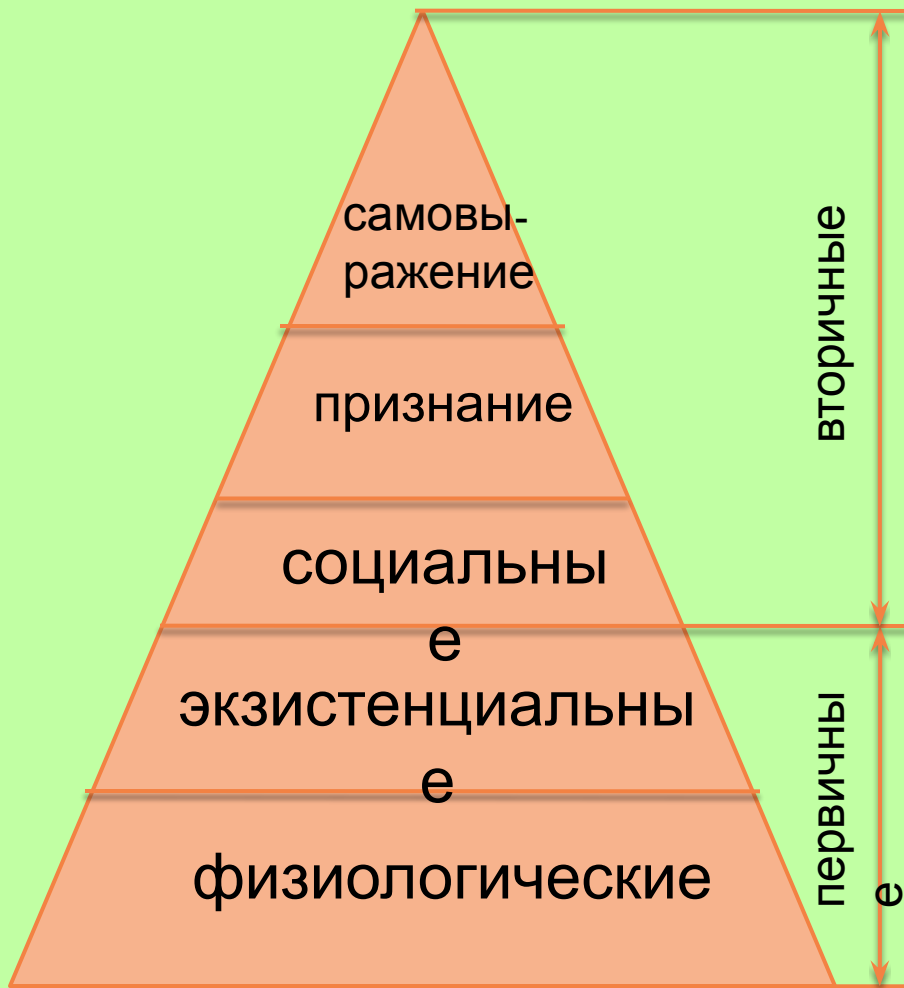 самовы-
ражение
признание
социальны
е
экзистенциальны
е
физиологические
вторичные
первичны
е